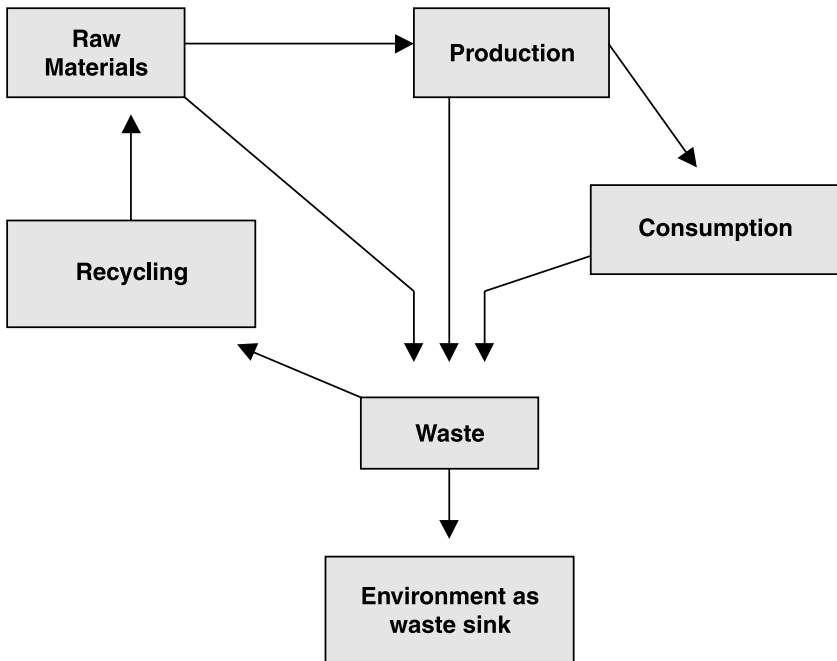 Raw
Materials
Production
Consumption
Recycling
Waste
Environment as
waste sink